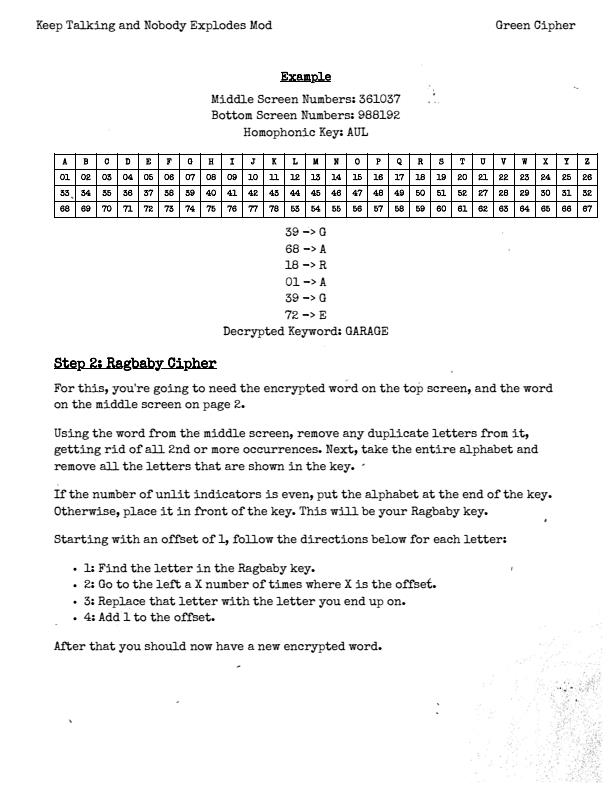 Keep Talking and Nobody Explodes Mod Green Cipher
Example
Middle Screen Numbers: 361037
Bottom Screen Numbers: 988192
Homophonic Key: AUL
A B C D E F G H I J K L M N O P Q R S T U V W X Y Z
01 02 03 04 05 06 07 08 09 10 11 12 13 14 15 16 17 18 19 20 21 22 23 24 25 26
33 34 35 36 37 38 39 40 41 42 43 44 45 46 47 48 49 50 51 52 27 28 29 30 31 32
68 69 70 71 72 73 74 75 76 77 78 53 54 55 56 57 58 59 60 61 62 63 64 65 66 67
39 -> G
68 -> A
18 -> R
01 -> A
39 -> G
72 -> E
Decrypted Keyword: GARAGE
Step 2: Ragbaby Cipher
For this, you're going to need the encrypted word on the top screen, and the word
on the middle screen on page 2.
Using the word from the middle screen, remove any duplicate letters from it,
getting rid of all 2nd or more occurrences. Next, take the entire alphabet and
remove all the letters that are shown in the key.
If the number of unlit indicators is even, put the alphabet at the end of the key.
Otherwise, place it in front of the key. This will be your Ragbaby key.
Starting with an offset of 1, follow the directions below for each letter:
• 1: Find the letter in the Ragbaby key.
• 2: Go to the left a X number of times where X is the offset.
• 3: Replace that letter with the letter you end up on.
• 4: Add 1 to the offset.
After that you should now have a new encrypted word.